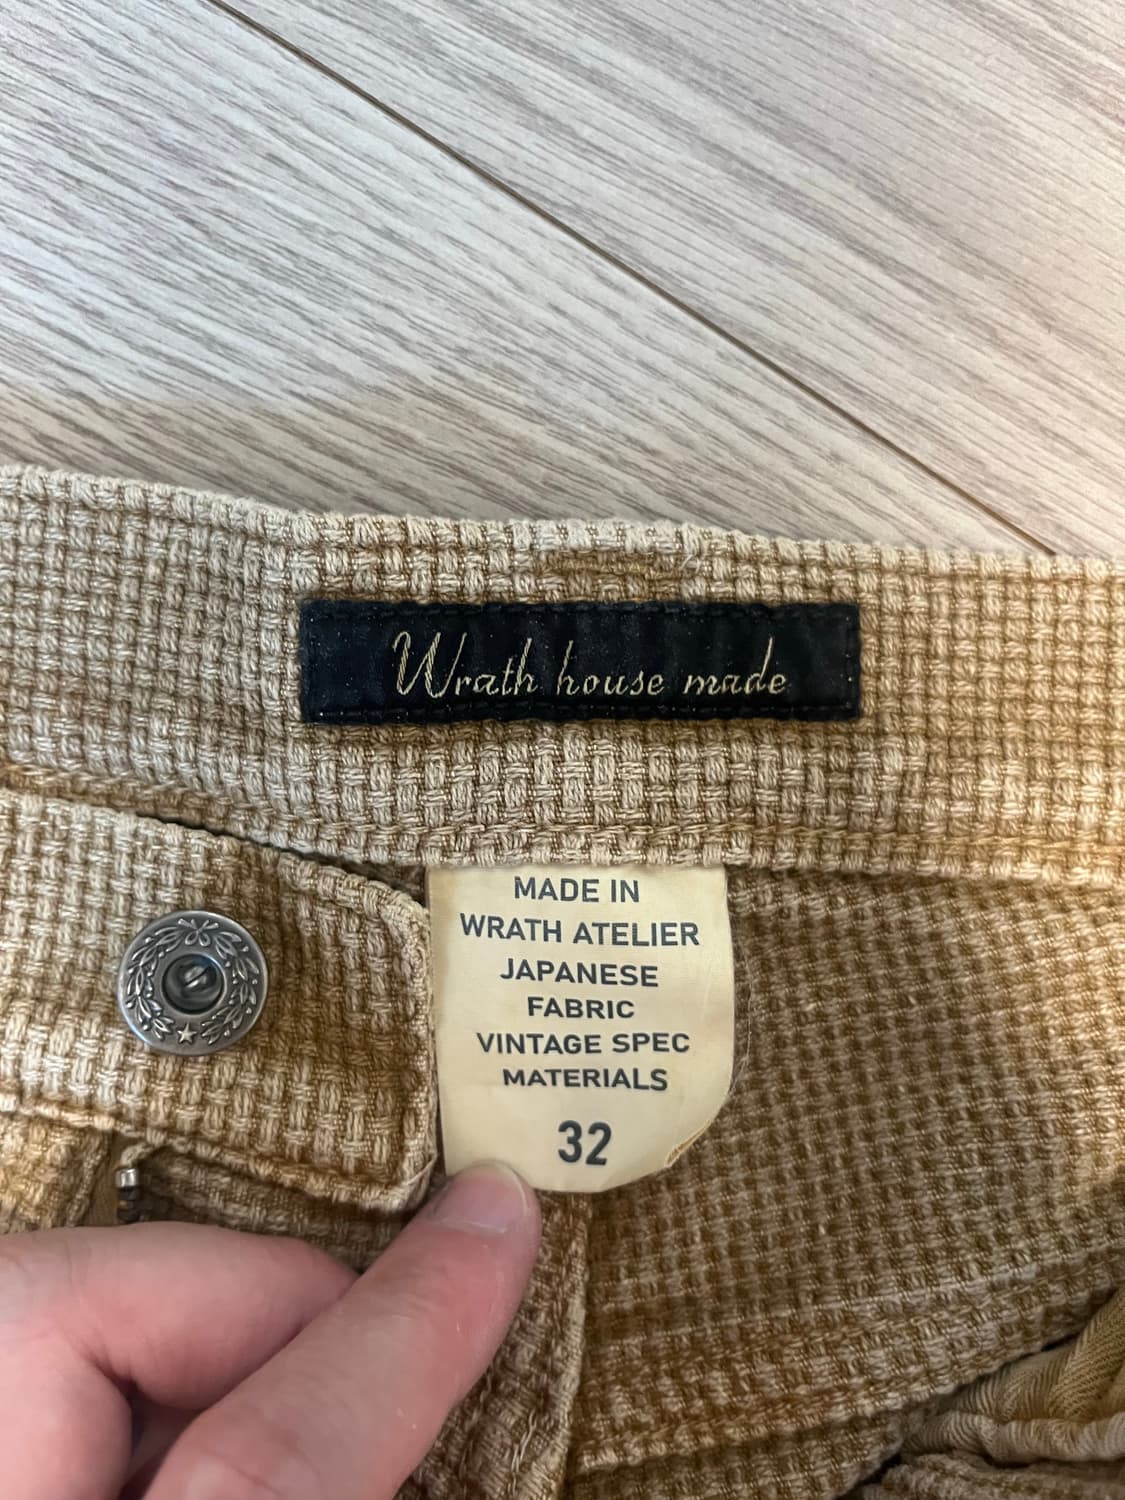 Wrath house made
MADE IN
WRATH ATELIER
JAPANESE
FABRIC
VINTAGE SPEC
MATERIALS
32